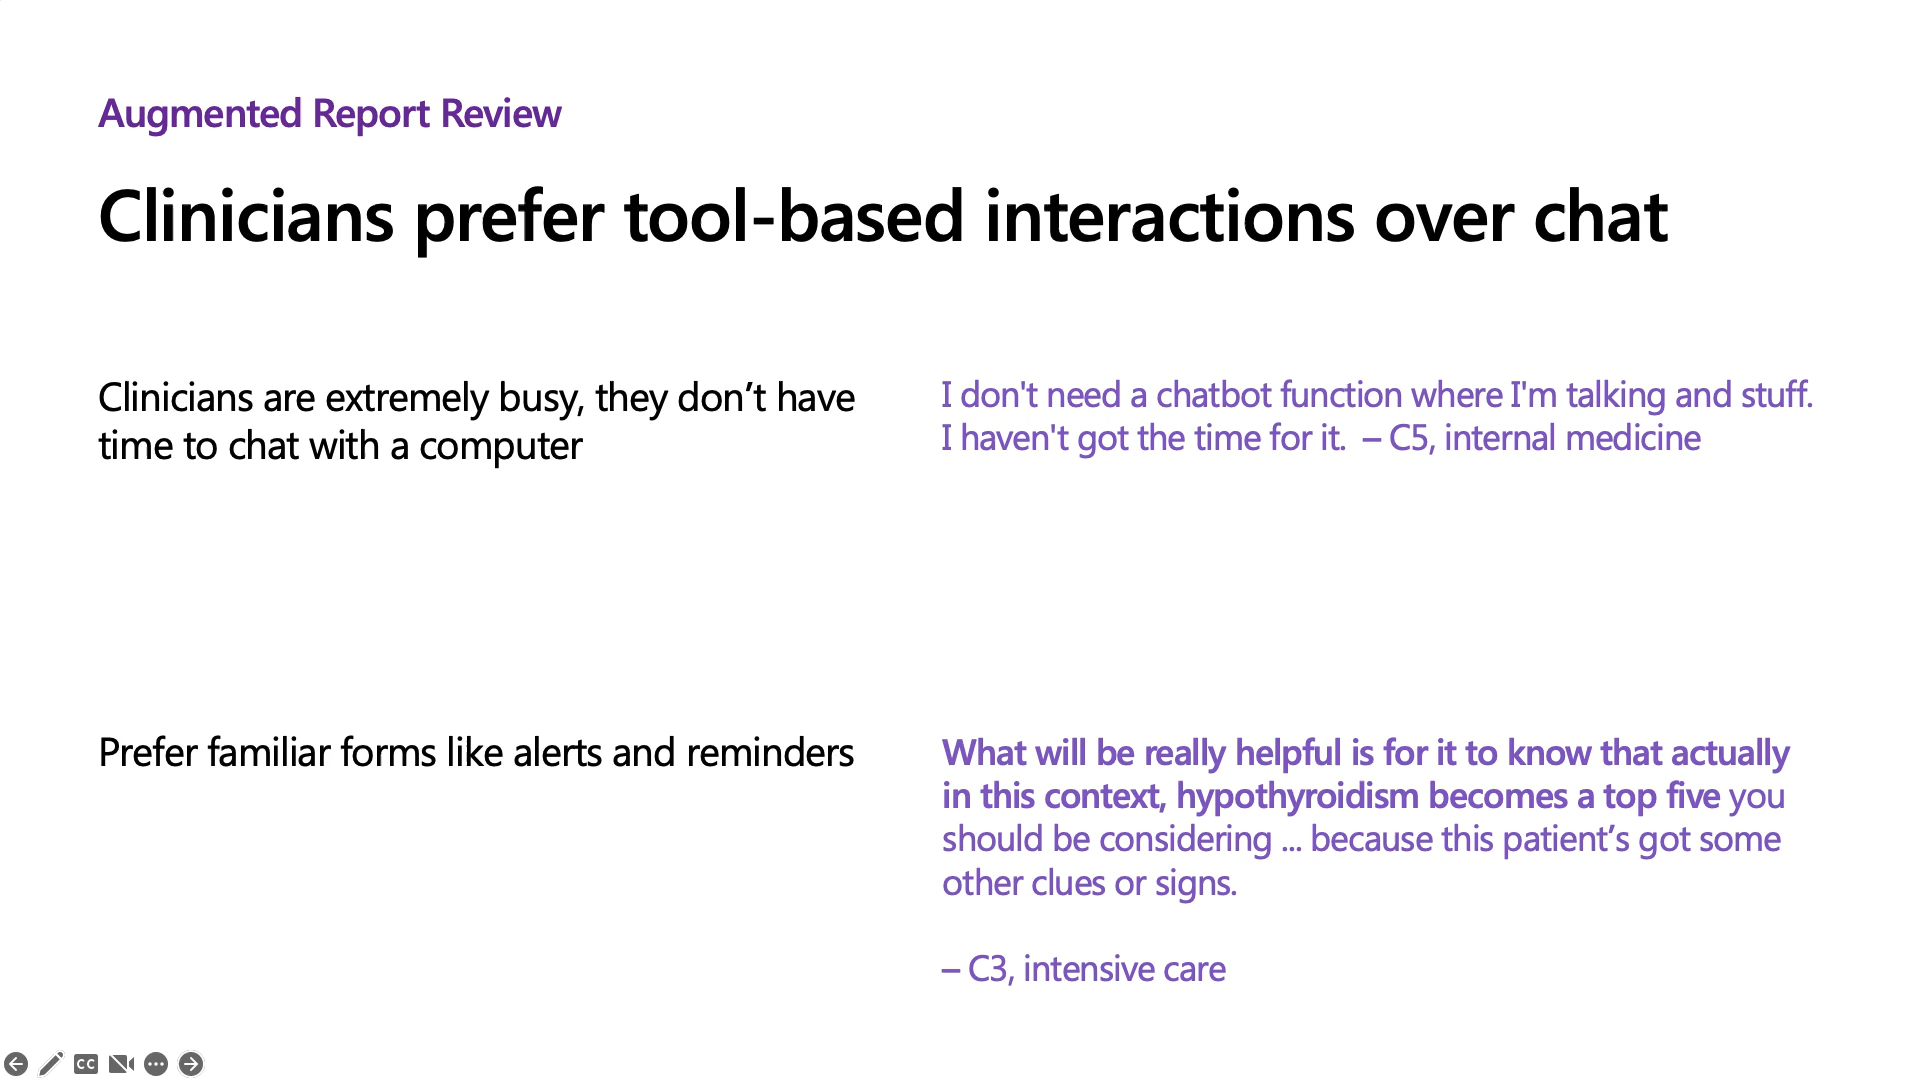 Augmented Report Review
Clinicians prefer tool-based interactions over chat
Clinicians are extremely busy, they don’t have
time to chat with a computer
I don't need a chatbot function where I'm talking and stuff.
I haven't got the time for it.  – C5, internal medicine
Prefer familiar forms like alerts and reminders
What will be really helpful is for it to know that actually
in this context, hypothyroidism becomes a top five you
should be considering ... because this patient’s got some
other clues or signs.
– C3, intensive care
CC